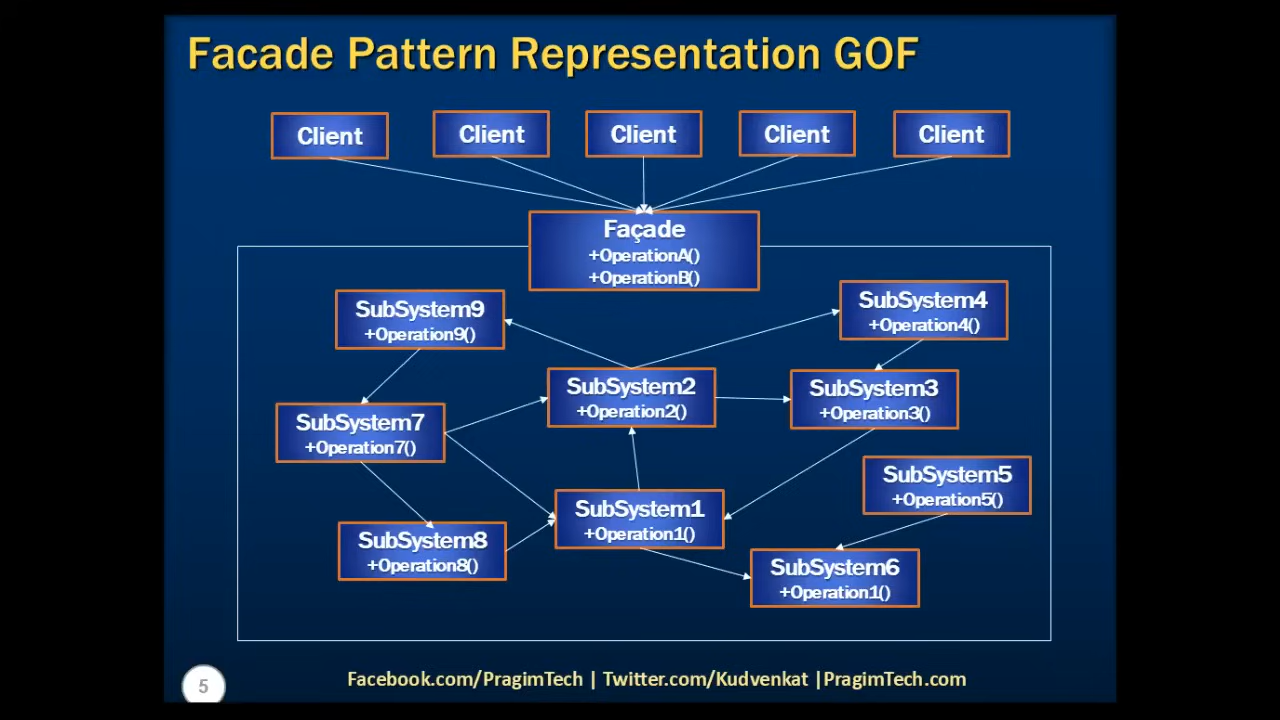 Facade Pattern Representation GOF
Client
Client
Client
Client
Client
Façade
+OperationA()
+OperationB()
SubSystem9
+Operation9()
SubSystem4
+Operation4()
SubSystem2
+Operation2()
SubSystem3
+Operation3()
SubSystem7
+Operation7()
SubSystem5
+Operation5()
SubSystem1
+Operation1()
SubSystem8
+Operation8()
SubSystem6
+Operation1()
5
Facebook.com/PragimTech | Twitter.com/Kudvenkat |PragimTech.com